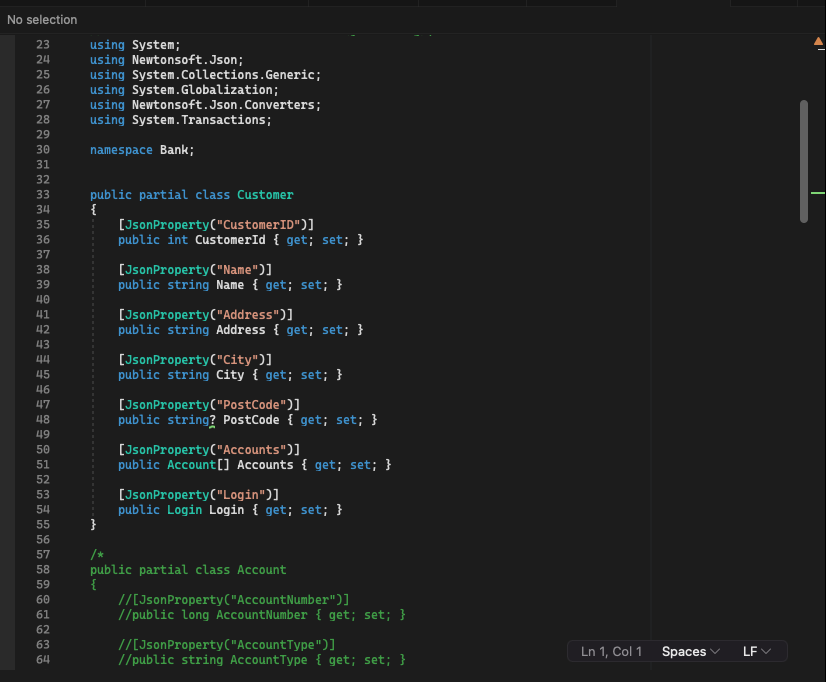 No selection
23 using System;
24 using Newtonsoft.Json;
25 using System.Collections.Generic;
26 using System.Globalization;
27 using Newtonsoft.Json.Converters;
28 using System.Transactions;
29
30 namespace Bank;
31
32
33 public partial class Customer
34 {
35 [JsonProperty("CustomerID")]
36 public int CustomerId { get; set; }
37
38 [JsonProperty("Name")]
39 public string Name { get; set; }
40
41 [JsonProperty("Address")]
42 public string Address { get; set; }
43
44 [JsonProperty("City")]
45 public string City { get; set; }
46
47 [JsonProperty("PostCode")]
48 public string? PostCode { get; set; }
49
50 [JsonProperty("Accounts")]
51 public Account[] Accounts { get; set; }
52
53 [JsonProperty("Login")]
54 public Login Login { get; set; }
55 }
56
57 /*
58 public partial class Account
59 {
60 //[JsonProperty("AccountNumber")]
61 //public long AccountNumber { get; set; }
62
63 //[JsonProperty("AccountType")]
64 //public string AccountType { get; set; }
Ln 1, Col 1 Spaces LF